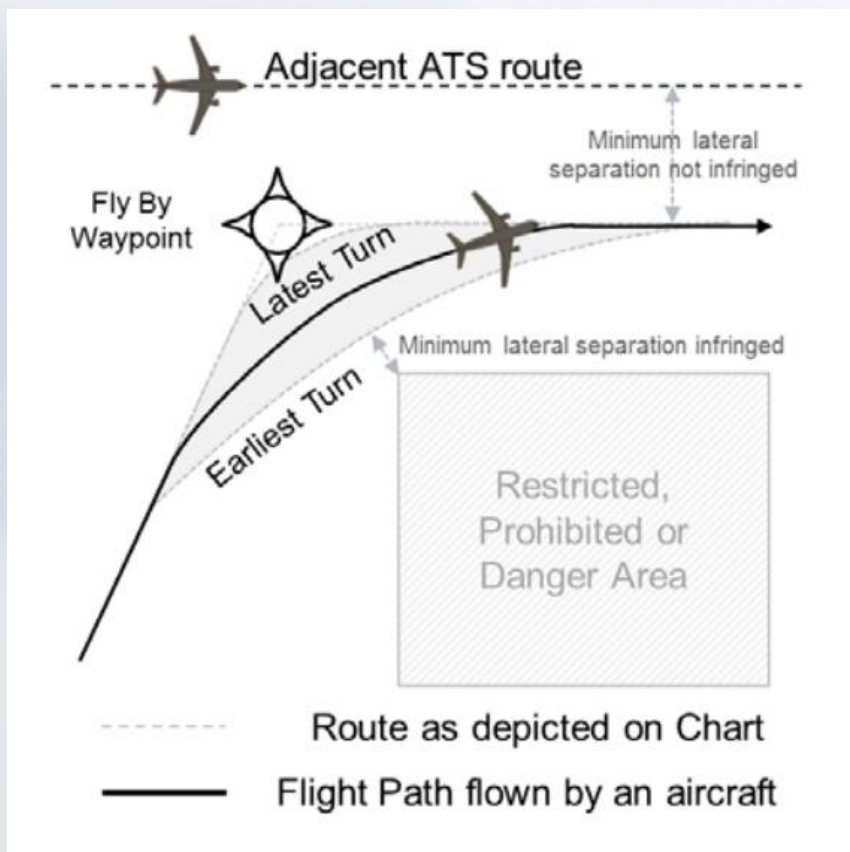 Adjacent ATS route
Minimum lateral
separation not infringed
Fly By
Waypoint
Latest Turn
Minimum lateral separation infringed
Earliest Turn
Restricted,
Prohibited or
Danger Area
Route as depicted on Chart
Flight Path flown by an aircraft